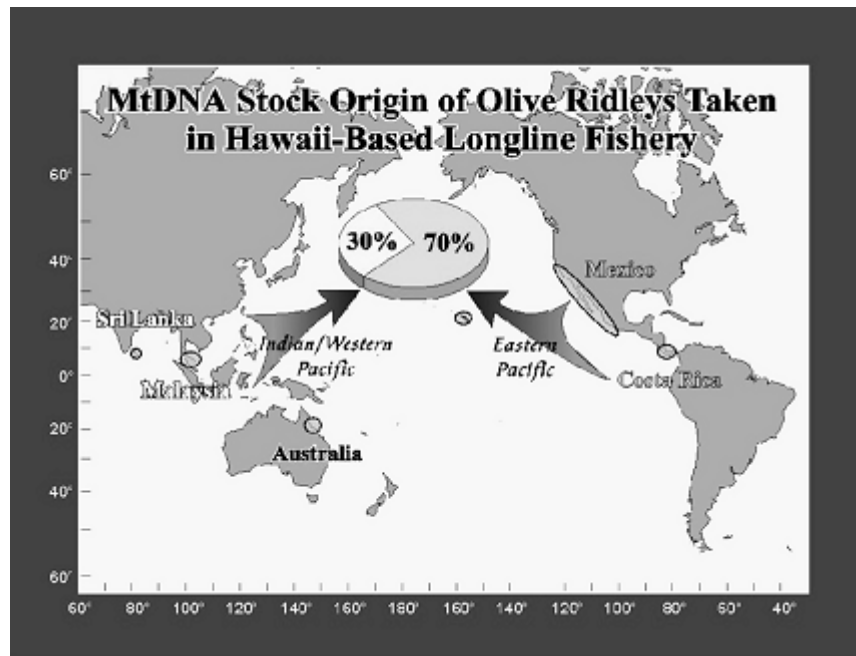 MtDNA Stock Origin of Olive Ridleys Taken
in Hawaii-Based Longline Fishery
60°
40°
20°
0°
20°
40°
60°
30%
70%
Mexico
Sri Lanka
Indian/Western
Pacific
Eastern
Pacific
Malaysia
Costa Rica
Australia
60° 80° 100° 120° 140° 160° 180° 160° 140° 120° 100° 80° 60° 40°